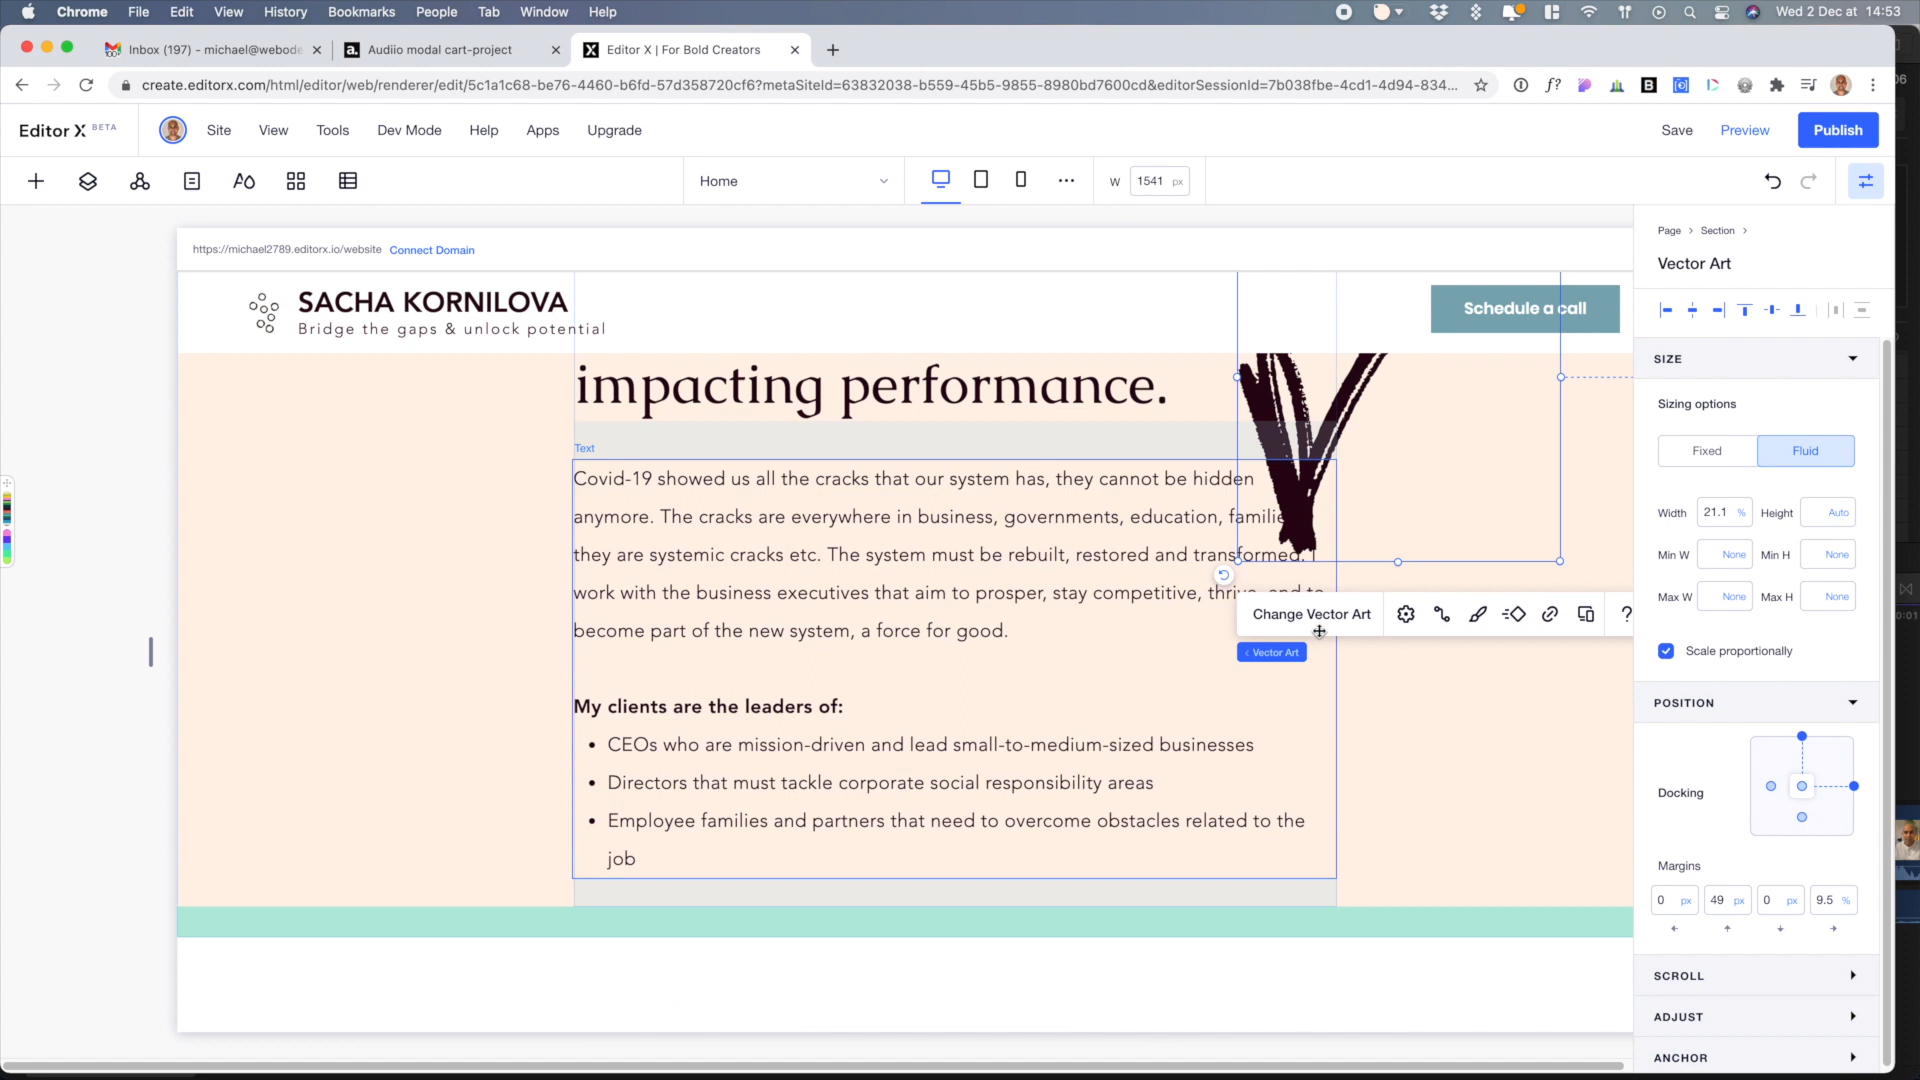 Chrome File Edit View History Bookmarks People Tab Window Help Wed 2 Dec at 14:53
Inbox (197) - michael@webode Audiio modal cart-project Editor X | For Bold Creators
create.editorx.com/html/editor/web/renderer/edit/5c1a1c68-be76-4460-b6fd-57d358720cf6?metaSiteId=63832038-b559-45b5-9855-8980bd7600cd&editorSessionId=7b038fbe-4cd1-4d94-834...
Editor X BETA Site View Tools Dev Mode Help Apps Upgrade Save Preview Publish
Home W 1541 px
https://michael2789.editorx.io/website Connect Domain
SACHA KORNILOVA
Bridge the gaps & unlock potential
Schedule a call
impacting performance.
Text
Covid-19 showed us all the cracks that our system has, they cannot be hidden
anymore. The cracks are everywhere in business, governments, education,
they are systemic cracks etc. The system must be rebuilt, restored and transformed. I
work with the business executives that aim to prosper, stay competitive, thrive, and to
become part of the new system, a force for good.
Change Vector Art ?
Vector Art
My clients are the leaders of:
• CEOs who are mission-driven and lead small-to-medium-sized businesses
• Directors that must tackle corporate social responsibility areas
• Employee families and partners that need to overcome obstacles related to the
job
Page > Section >
Vector Art
SIZE
Sizing options
Fixed Fluid
Width 21.1 % Height Auto
Min W None Min H None
Max W None Max H None
Scale proportionally
POSITION
Docking
Margins
0 px 49 px 0 px 9.5 %
SCROLL
ADJUST
ANCHOR